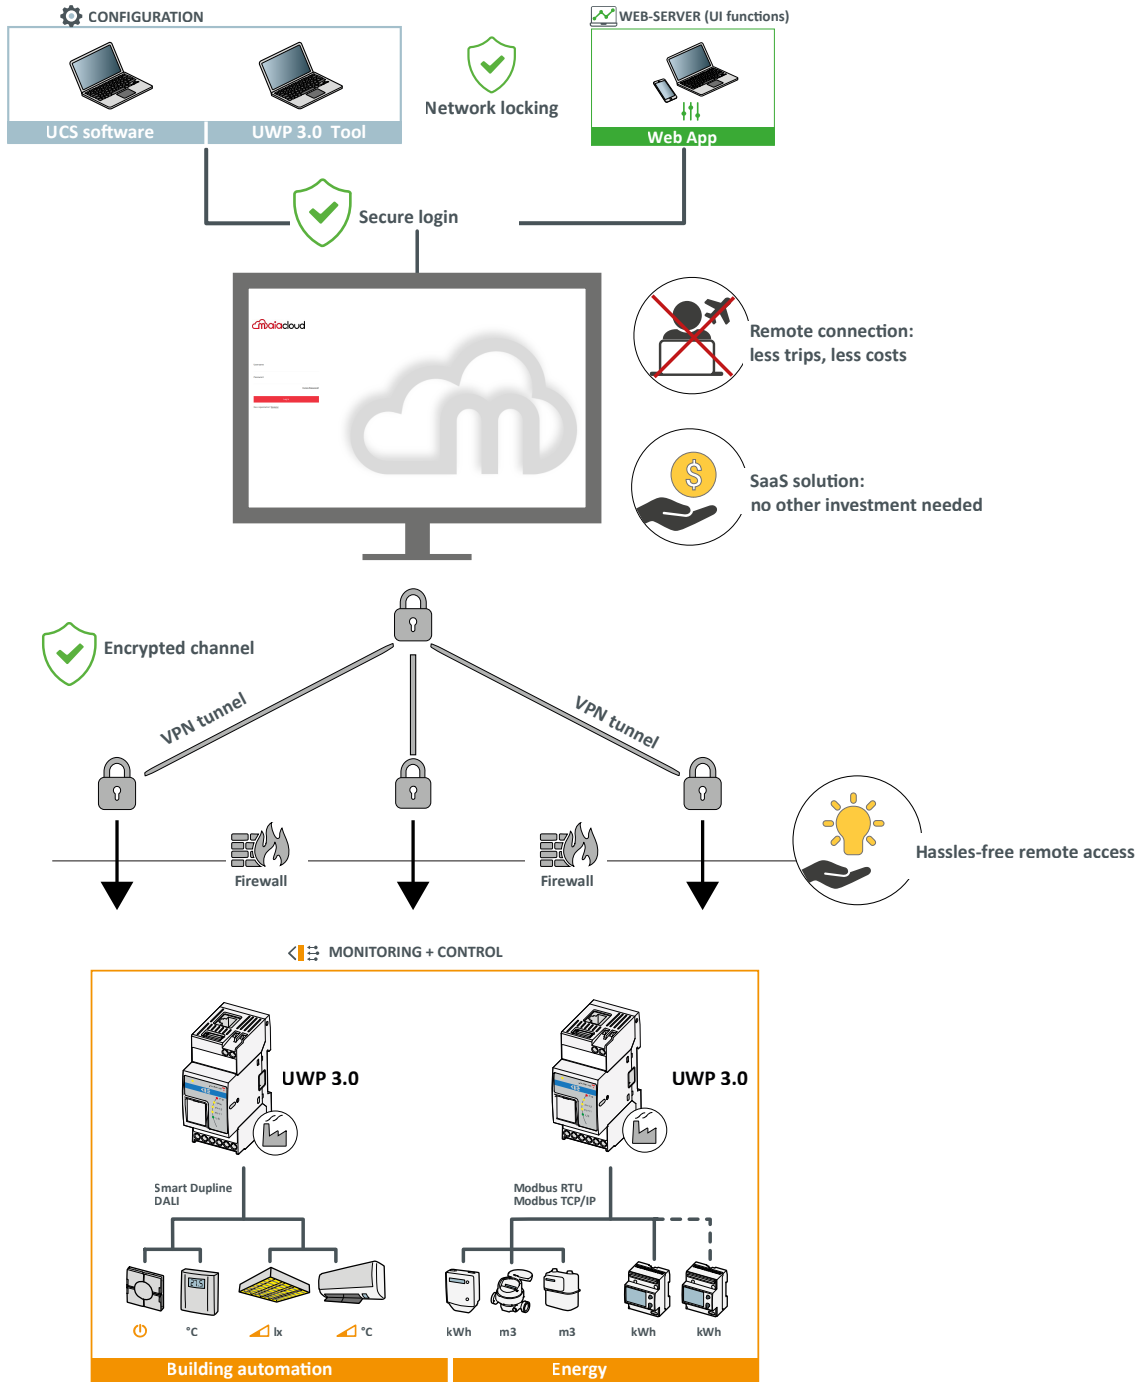 CONFIGURATION
WEB-SERVER (UI functions)
UCS software
UWP 3.0 Tool
Network locking
Web App
Secure login
maiacloud
Remote connection:
less trips, less costs
SaaS solution:
no other investment needed
Encrypted channel
VPN tunnel
VPN tunnel
Firewall
Firewall
Hassles-free remote access
MONITORING + CONTROL
UWP 3.0
UWP 3.0
Smart Dupline
DALI
Modbus RTU
Modbus TCP/IP
°C
lx
°C
kWh
m3
m3
kWh
kWh
Building automation
Energy